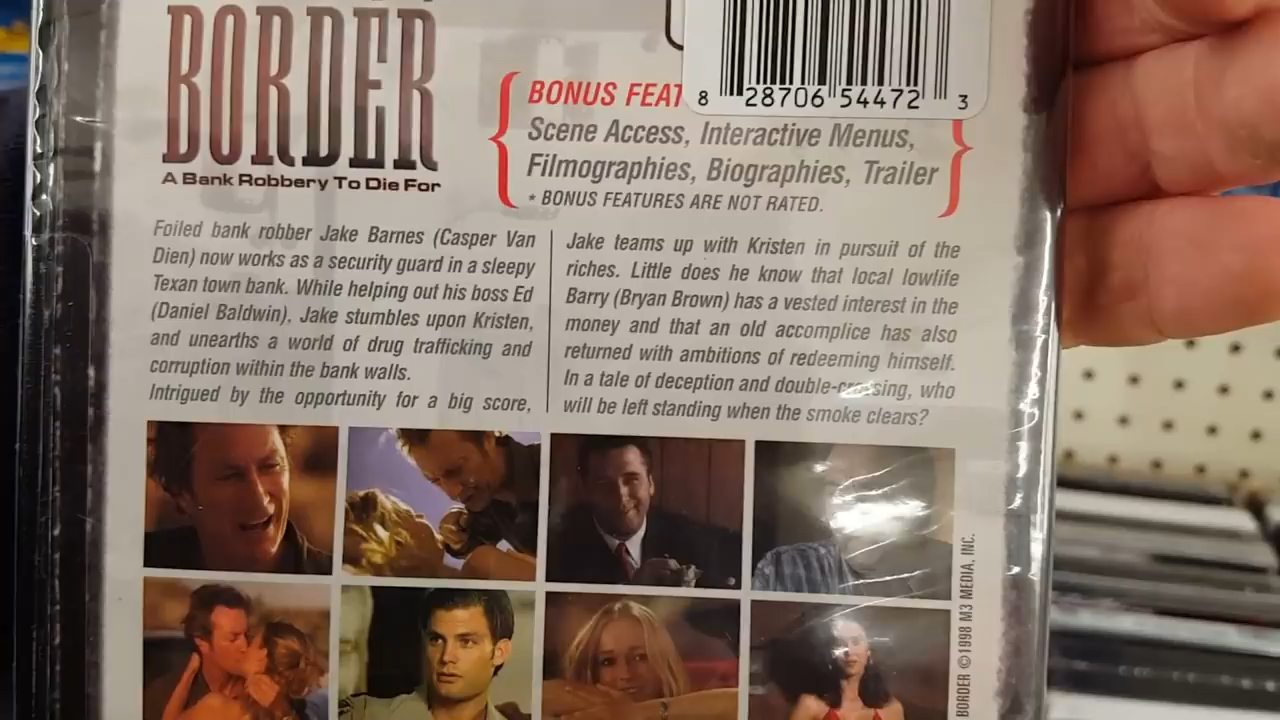 BORDER
A Bank Robbery To Die For
BONUS FEAT
Scene Access, Interactive Menus,
Filmographies, Biographies, Trailer
* BONUS FEATURES ARE NOT RATED.
8 28706 54472 3
Foiled bank robber Jake Barnes (Casper Van
Dien) now works as a security guard in a sleepy
Texan town bank. While helping out his boss Ed
(Daniel Baldwin), Jake stumbles upon Kristen,
and unearths a world of drug trafficking and
corruption within the bank walls.
Intrigued by the opportunity for a big score,
Jake teams up with Kristen in pursuit of the
riches. Little does he know that local lowlife
Barry (Bryan Brown) has a vested interest in the
money and that an old accomplice has also
returned with ambitions of redeeming himself.
In a tale of deception and double-crossing, who
will be left standing when the smoke clears?
BORDER ©1998 M3 MEDIA, INC.